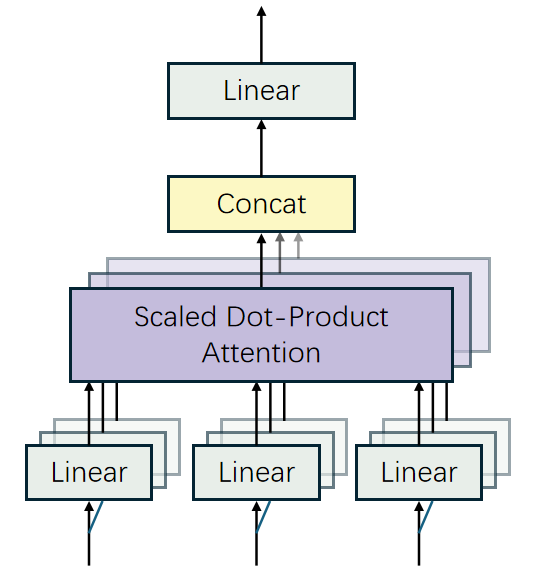 Linear
Concat
Scaled Dot-Product
Attention
Linear
Linear
Linear